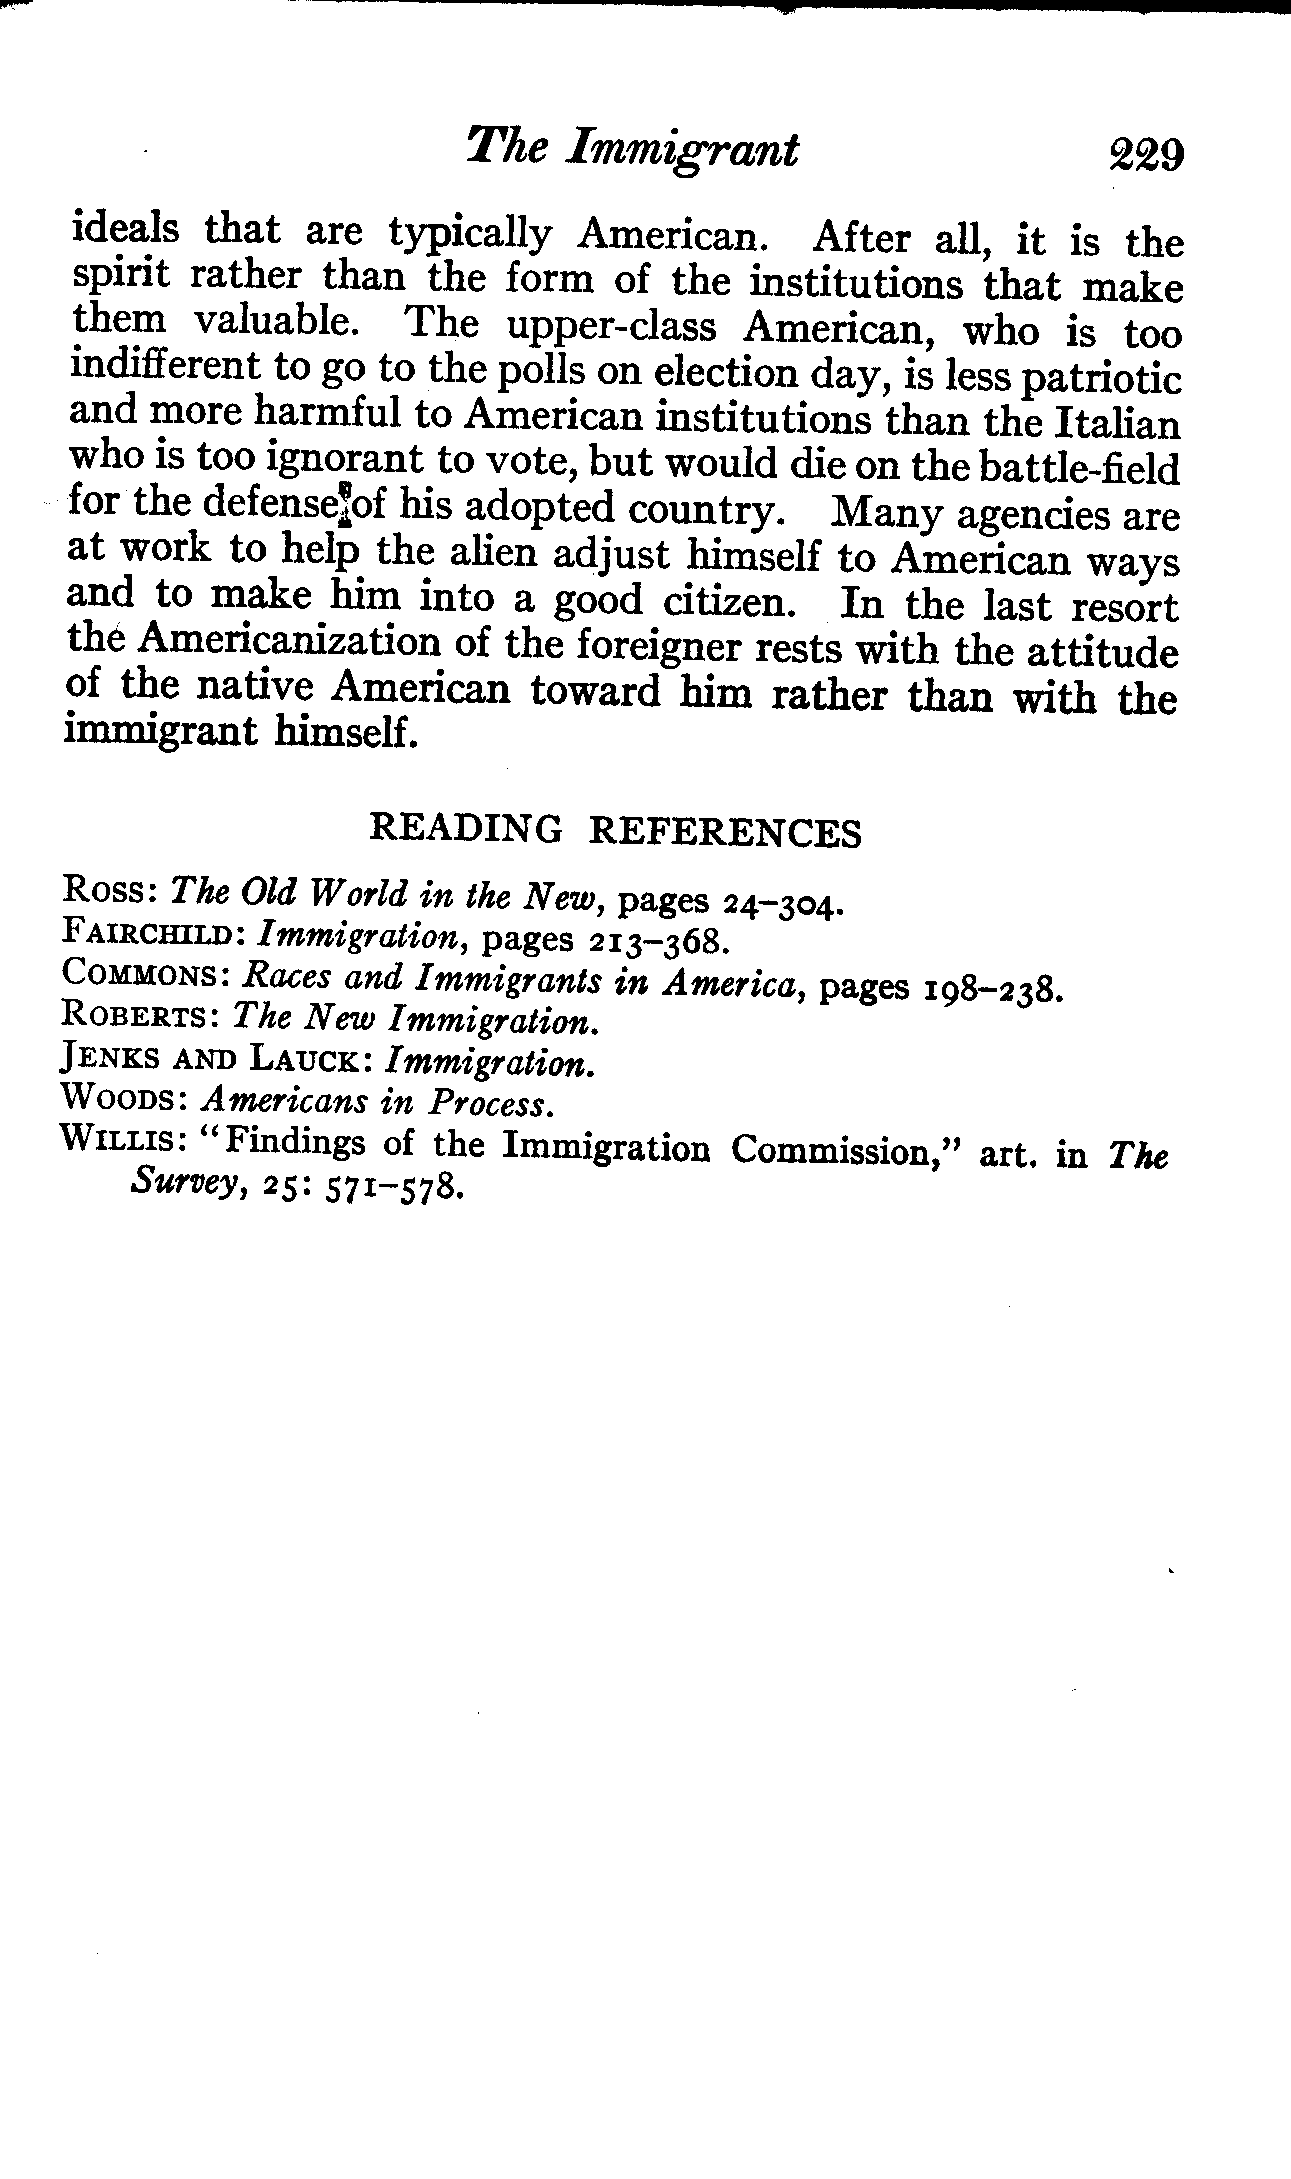 The Immigrant 229
ideals that are typically American. After all, it is the
spirit rather than the form of the institutions that make
them valuable. The upper-class American, who is too
indifferent to go to the polls on election day, is less patriotic
and more harmful to American institutions than the Italian
who is too ignorant to vote, but would die on the battle-field
for the defense of his adopted country. Many agencies are
at work to help the alien adjust himself to American ways
and to make him into a good citizen. In the last resort
the Americanization of the foreigner rests with the attitude
of the native American toward him rather than with the
immigrant himself.
READING REFERENCES
ROSS: The Old World in the New, pages 24–304.
FAIRCHILD: Immigration, pages 213–368.
COMMONS: Races and Immigrants in America, pages 198–238.
ROBERTS: The New Immigration.
JENKS AND LAUCK: Immigration.
WOODS: Americans in Process.
WILLIS: "Findings of the Immigration Commission," art. in The
Survey, 25: 571–578.